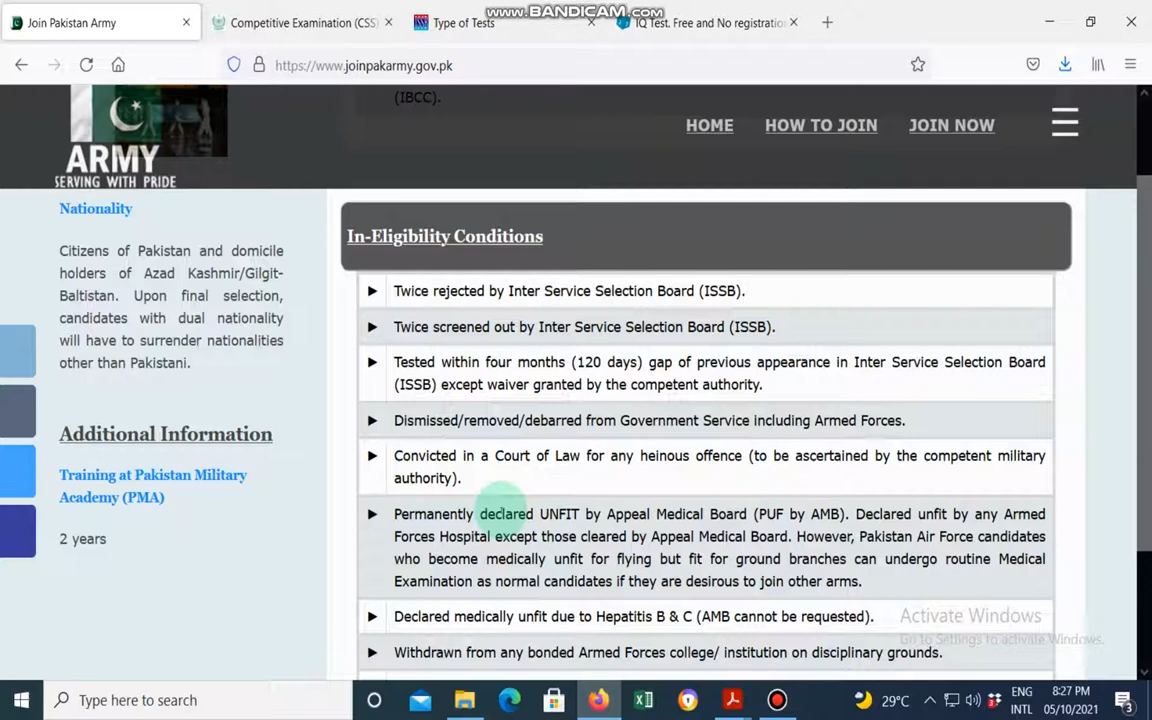 Join Pakistan Army
Competitive Examination (CSS)
Type of Tests
IQ Test. Free and No registration
www.BANDICAM.com
https://www.joinpakarmy.gov.pk
(IBCC).
HOME
HOW TO JOIN
JOIN NOW
ARMY
SERVING WITH PRIDE
Nationality
Citizens of Pakistan and domicile
holders of Azad Kashmir/Gilgit-
Baltistan. Upon final selection,
candidates with dual nationality
will have to surrender nationalities
other than Pakistani.
Additional Information
Training at Pakistan Military
Academy (PMA)
2 years
In-Eligibility Conditions
Twice rejected by Inter Service Selection Board (ISSB).
Twice screened out by Inter Service Selection Board (ISSB).
Tested within four months (120 days) gap of previous appearance in Inter Service Selection Board
(ISSB) except waiver granted by the competent authority.
Dismissed/removed/debarred from Government Service including Armed Forces.
Convicted in a Court of Law for any heinous offence (to be ascertained by the competent military
authority).
Permanently declared UNFIT by Appeal Medical Board (PUF by AMB). Declared unfit by any Armed
Forces Hospital except those cleared by Appeal Medical Board. However, Pakistan Air Force candidates
who become medically unfit for flying but fit for ground branches can undergo routine Medical
Examination as normal candidates if they are desirous to join other arms.
Declared medically unfit due to Hepatitis B & C (AMB cannot be requested).
Withdrawn from any bonded Armed Forces college/ institution on disciplinary grounds.
Activate Windows
Go to Settings to activate Windows.
Type here to search
29°C
ENG
INTL
8:27 PM
05/10/2021
3